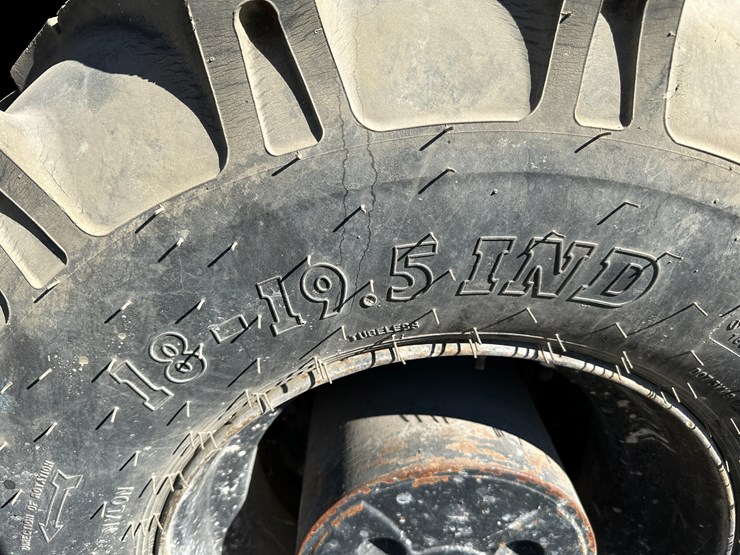 18-19.5 IND
TUBELESS
DIRECTION OF ROTATION